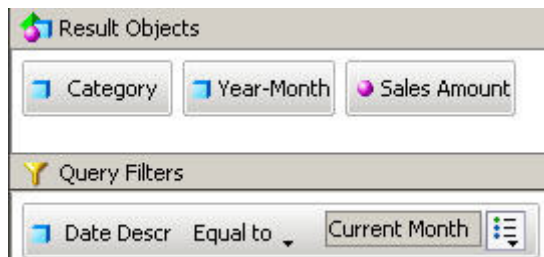 Result Objects
Category Year-Month Sales Amount
Query Filters
Date Descr Equal to Current Month